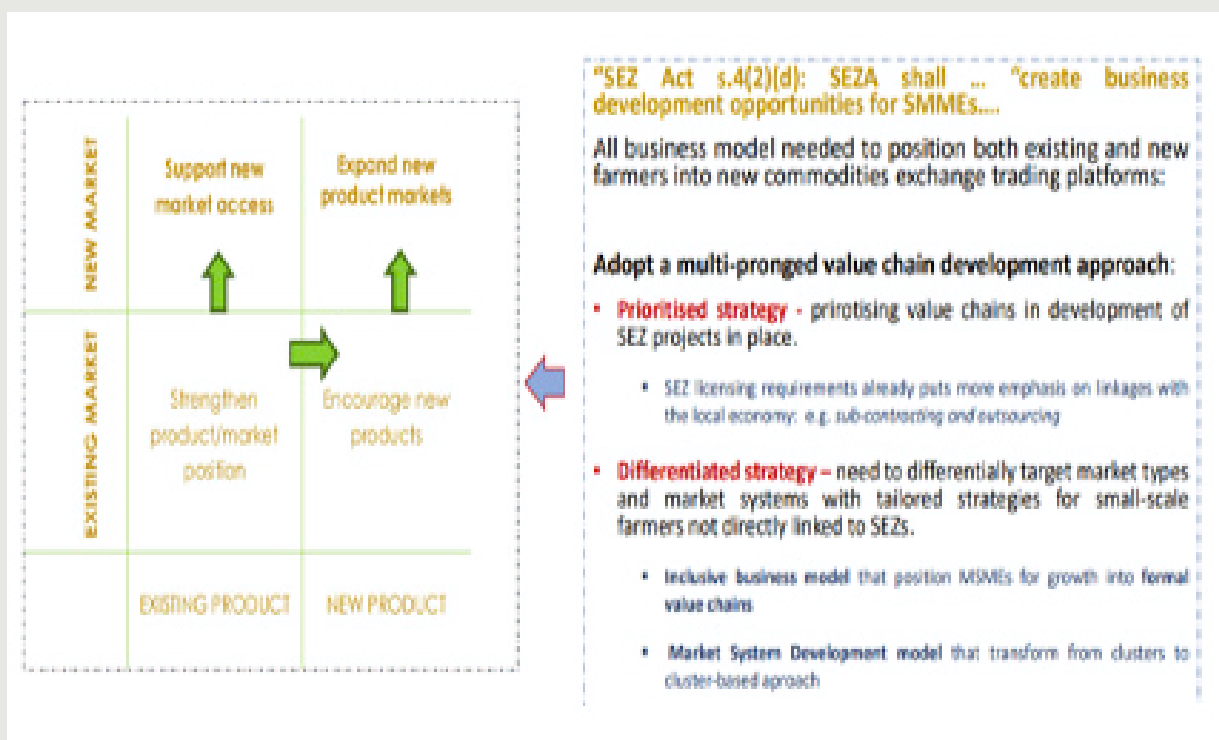 NEW MARKET
Support new
market access
Expand new
product markets
EXISTING MARKET
Strengthen
product/market
position
Encourage new
products
EXISTING PRODUCT
NEW PRODUCT
"SEZ Act s.4(2)(d): SEZA shall ... "create business
development opportunities for SMMEs....
All business model needed to position both existing and new
farmers into new commodities exchange trading platforms:
Adopt a multi-pronged value chain development approach:
• Prioritised strategy - prirotising value chains in development of
SEZ projects in place.
▪ SEZ licensing requirements already puts more emphasis on linkages with
the local economy: e.g. sub-contracting and outsourcing
• Differentiated strategy – need to differentially target market types
and market systems with tailored strategies for small-scale
farmers not directly linked to SEZs.
• Inclusive business model that position MSMEs for growth into formal
value chains
• Market System Development model that transform from clusters to
cluster-based aproach